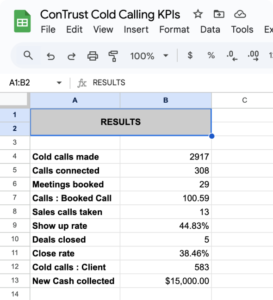 ConTrust Cold Calling KPIs
File Edit View Insert Format Data Tools Ex
100% $ % .0 .00
A1:B2 fx RESULTS
A B C
1
2
RESULTS
3
4 Cold calls made 2917
5 Calls connected 308
6 Meetings booked 29
7 Calls : Booked Call 100.59
8 Sales calls taken 13
9 Show up rate 44.83%
10 Deals closed 5
11 Close rate 38.46%
12 Cold calls : Client 583
13 New Cash collected $15,000.00